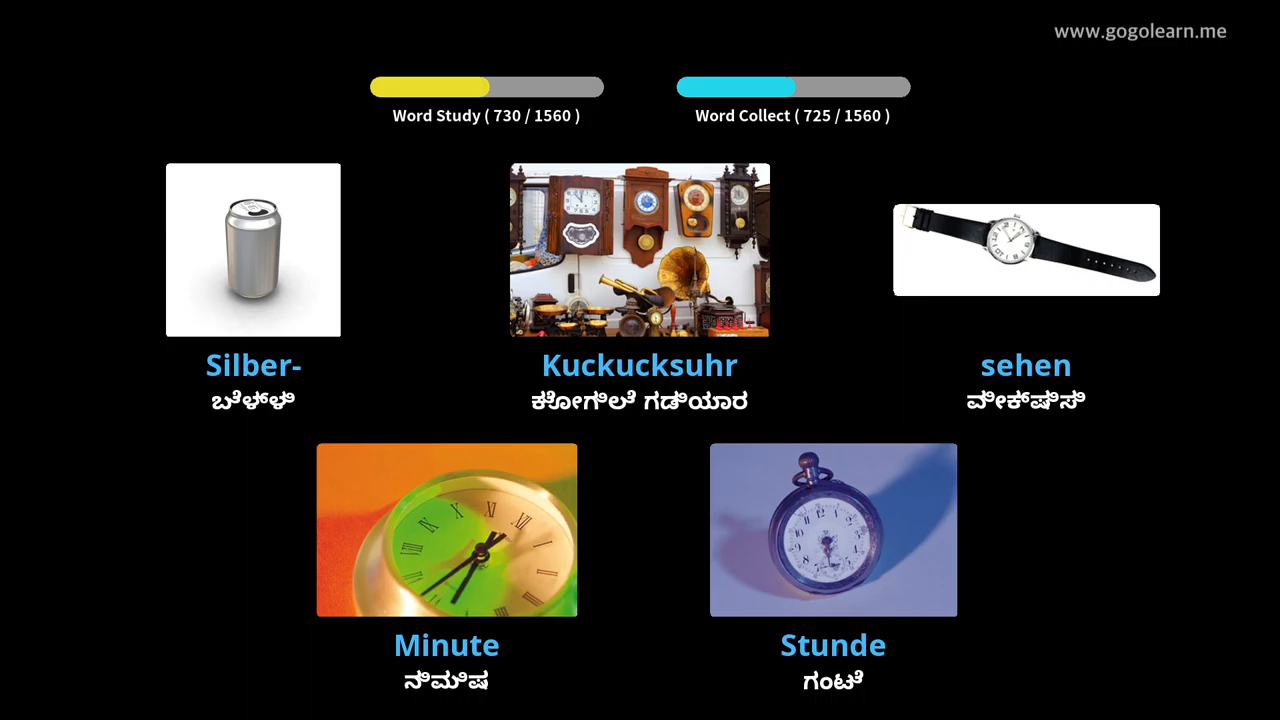 www.gogolearn.me
Word Study ( 730 / 1560 )
Word Collect ( 725 / 1560 )
Silber-
ಬೆಳ್ಳಿ
Kuckucksuhr
ಕೋಗಿಲೆ ಗಡಿಯಾರ
sehen
ವೀಕ್ಷಿಸಿ
Minute
ನಿಮಿಷ
Stunde
ಗಂಟೆ